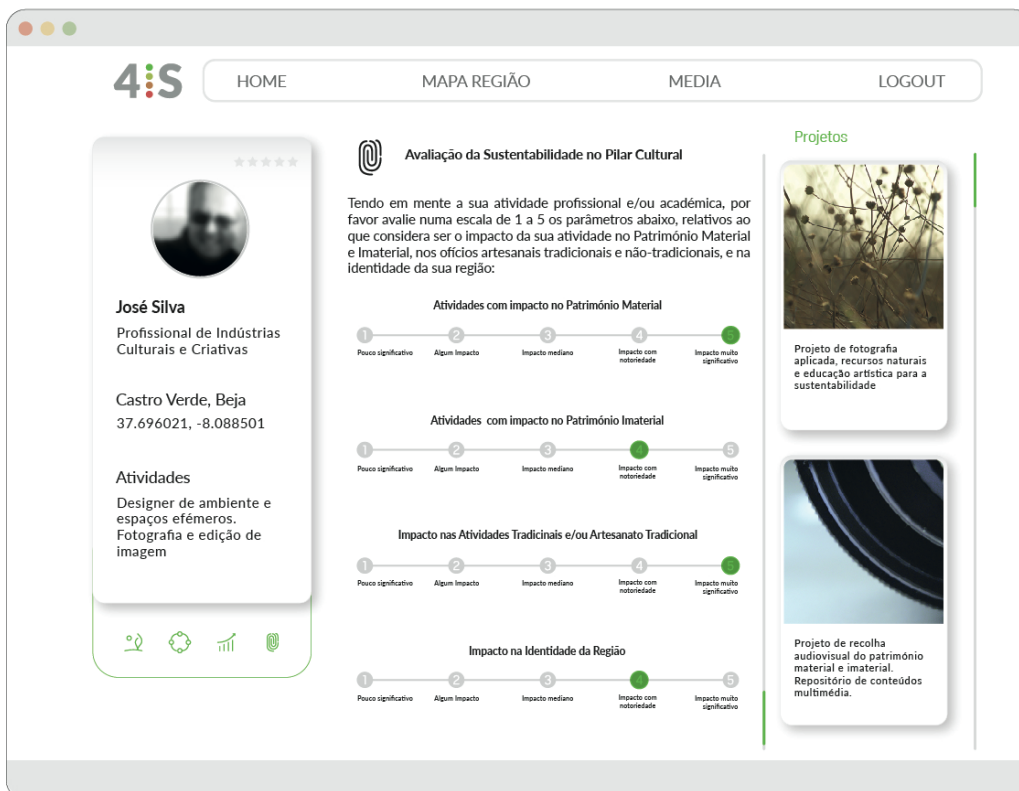 4 S
HOME
MAPA REGIÃO
MEDIA
LOGOUT
José Silva
Profissional de Indústrias
Culturais e Criativas
Castro Verde, Beja
37.696021, -8.088501
Atividades
Designer de ambiente e
espaços efémeros.
Fotografia e edição de
imagem
Avaliação da Sustentabilidade no Pilar Cultural
Tendo em mente a sua atividade profissional e/ou académica, por
favor avalie numa escala de 1 a 5 os parâmetros abaixo, relativos ao
que considera ser o impacto da sua atividade no Património Material
e Imaterial, nos ofícios artesanais tradicionais e não-tradicionais, e na
identidade da sua região:
Atividades com impacto no Património Material
1 2 3 4 5
Pouco significativo
Algum Impacto
Impacto mediano
Impacto com
notoriedade
Impacto muito
significativo
Atividades com impacto no Património Imaterial
1 2 3 4 5
Pouco significativo
Algum Impacto
Impacto mediano
Impacto com
notoriedade
Impacto muito
significativo
Impacto nas Atividades Tradicinais e/ou Artesanato Tradicional
1 2 3 4 5
Pouco significativo
Algum Impacto
Impacto mediano
Impacto com
notoriedade
Impacto muito
significativo
Impacto na Identidade da Região
1 2 3 4 5
Pouco significativo
Algum Impacto
Impacto mediano
Impacto com
notoriedade
Impacto muito
significativo
Projetos
Projeto de fotografia
aplicada, recursos naturais
e educação artística para a
sustentabilidade
Projeto de recolha
audiovisual do património
material e imaterial.
Repositório de conteúdos
multimédia.